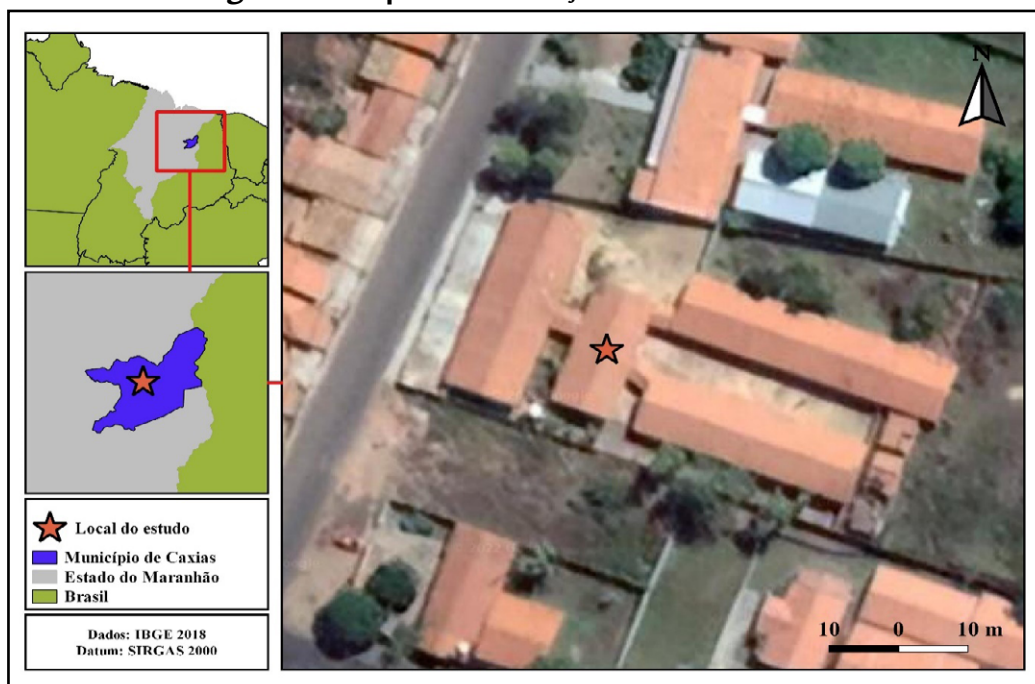 N
Local do estudo
Município de Caxias
Estado do Maranhão
Brasil
Dados: IBGE 2018
Datum: SIRGAS 2000
10 0 10 m